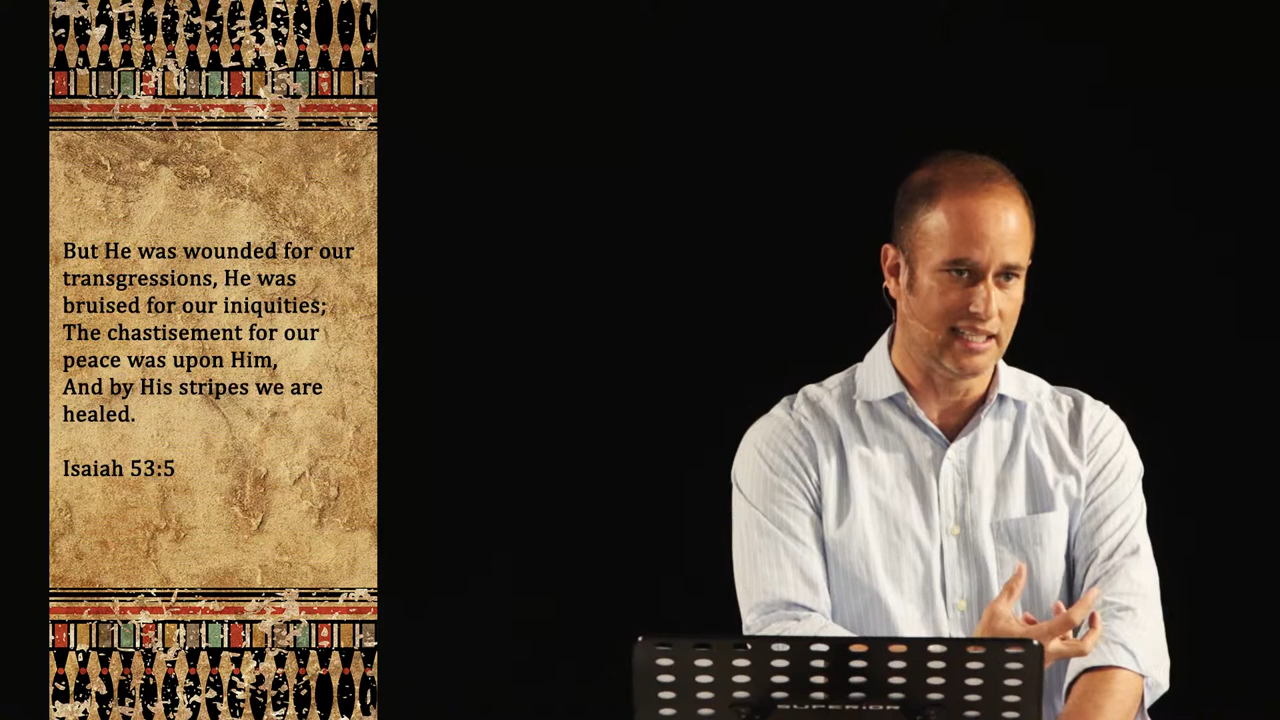 But He was wounded for our
transgressions, He was
bruised for our iniquities;
The chastisement for our
peace was upon Him,
And by His stripes we are
healed.
Isaiah 53:5
SUPERIOR